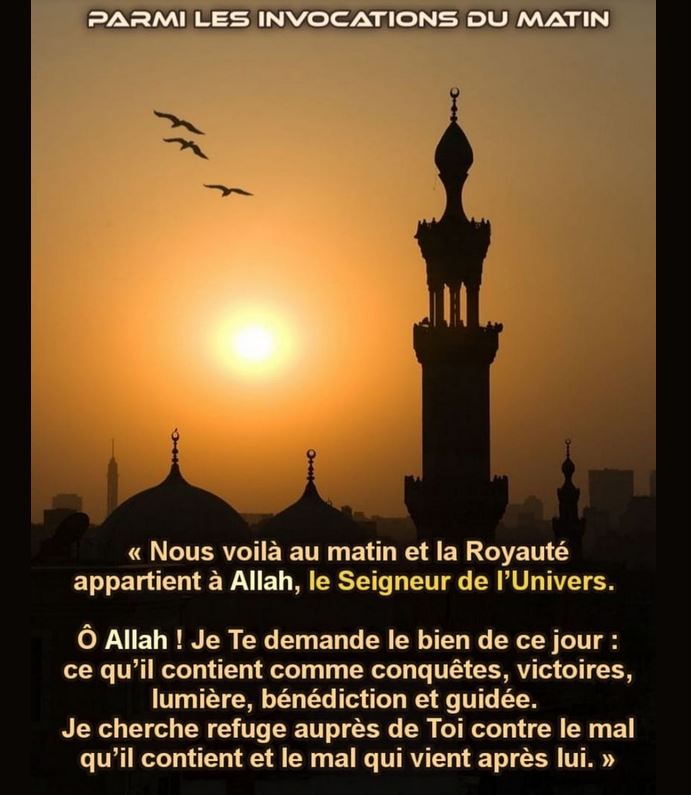 PARMI LES INVOCATIONS DU MATIN
« Nous voilà au matin et la Royauté
appartient à Allah, le Seigneur de l'Univers.
Ô Allah ! Je Te demande le bien de ce jour :
ce qu'il contient comme conquêtes, victoires,
lumière, bénédiction et guidée.
Je cherche refuge auprès de Toi contre le mal
qu'il contient et le mal qui vient après lui. »